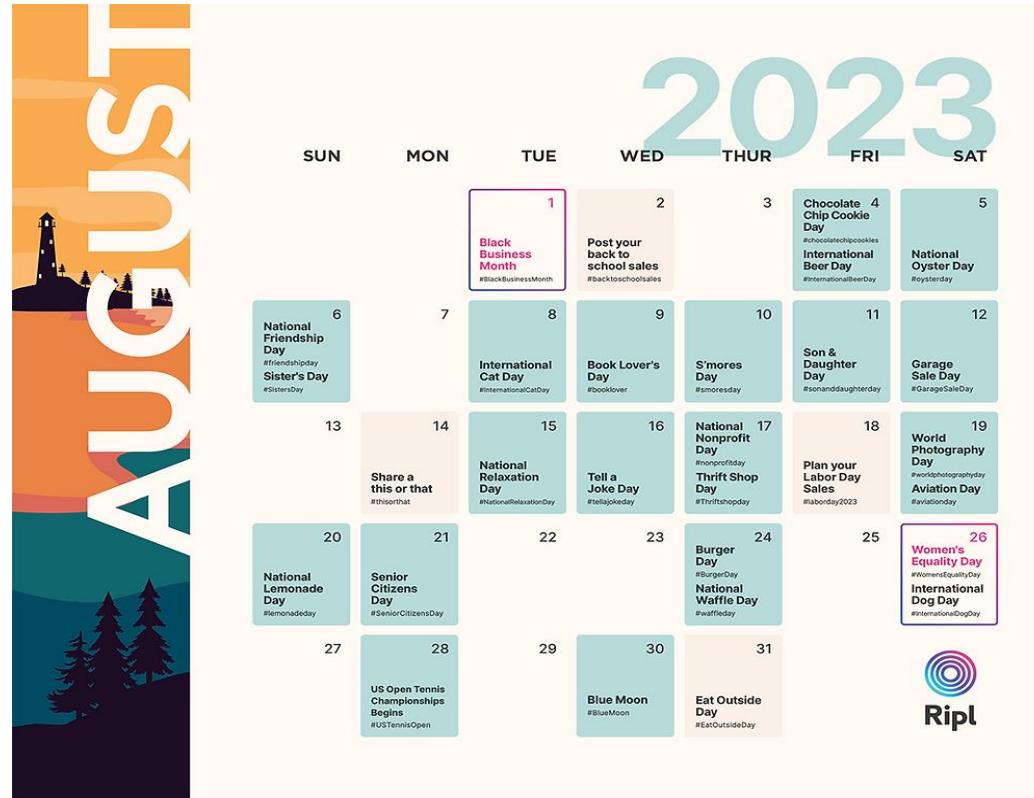 AUGUST
2023
SUN MON TUE WED THUR FRI SAT
1
Black
Business
Month
#BlackBusinessMonth
2
Post your
back to
school sales
#backtoschoolsales
3
4
Chocolate
Chip Cookie
Day
#chocolatechipcookies
International
Beer Day
#InternationalBeerDay
5
National
Oyster Day
#oysterday
6
National
Friendship
Day
#friendshipday
Sister's Day
#SistersDay
7
8
International
Cat Day
#InternationalCatDay
9
Book Lover's
Day
#booklover
10
S'mores
Day
#smoresday
11
Son &
Daughter
Day
#sonanddaughterday
12
Garage
Sale Day
#GarageSaleDay
13
14
Share a
this or that
#thisorthat
15
National
Relaxation
Day
#NationalRelaxationDay
16
Tell a
Joke Day
#tellajokeday
17
National
Nonprofit
Day
#nonprofitday
Thrift Shop
Day
#Thriftshopday
18
Plan your
Labor Day
Sales
#laborday2023
19
World
Photography
Day
#worldphotographyday
Aviation Day
#aviationday
20
National
Lemonade
Day
#lemonadeday
21
Senior
Citizens
Day
#SeniorCitizensDay
22
23
24
Burger
Day
#BurgerDay
National
Waffle Day
#waffleday
25
26
Women's
Equality Day
#WomensEqualityDay
International
Dog Day
#InternationalDogDay
27
28
US Open Tennis
Championships
Begins
#USTennisOpen
29
30
Blue Moon
#BlueMoon
31
Eat Outside
Day
#EatOutsideDay
Ripl